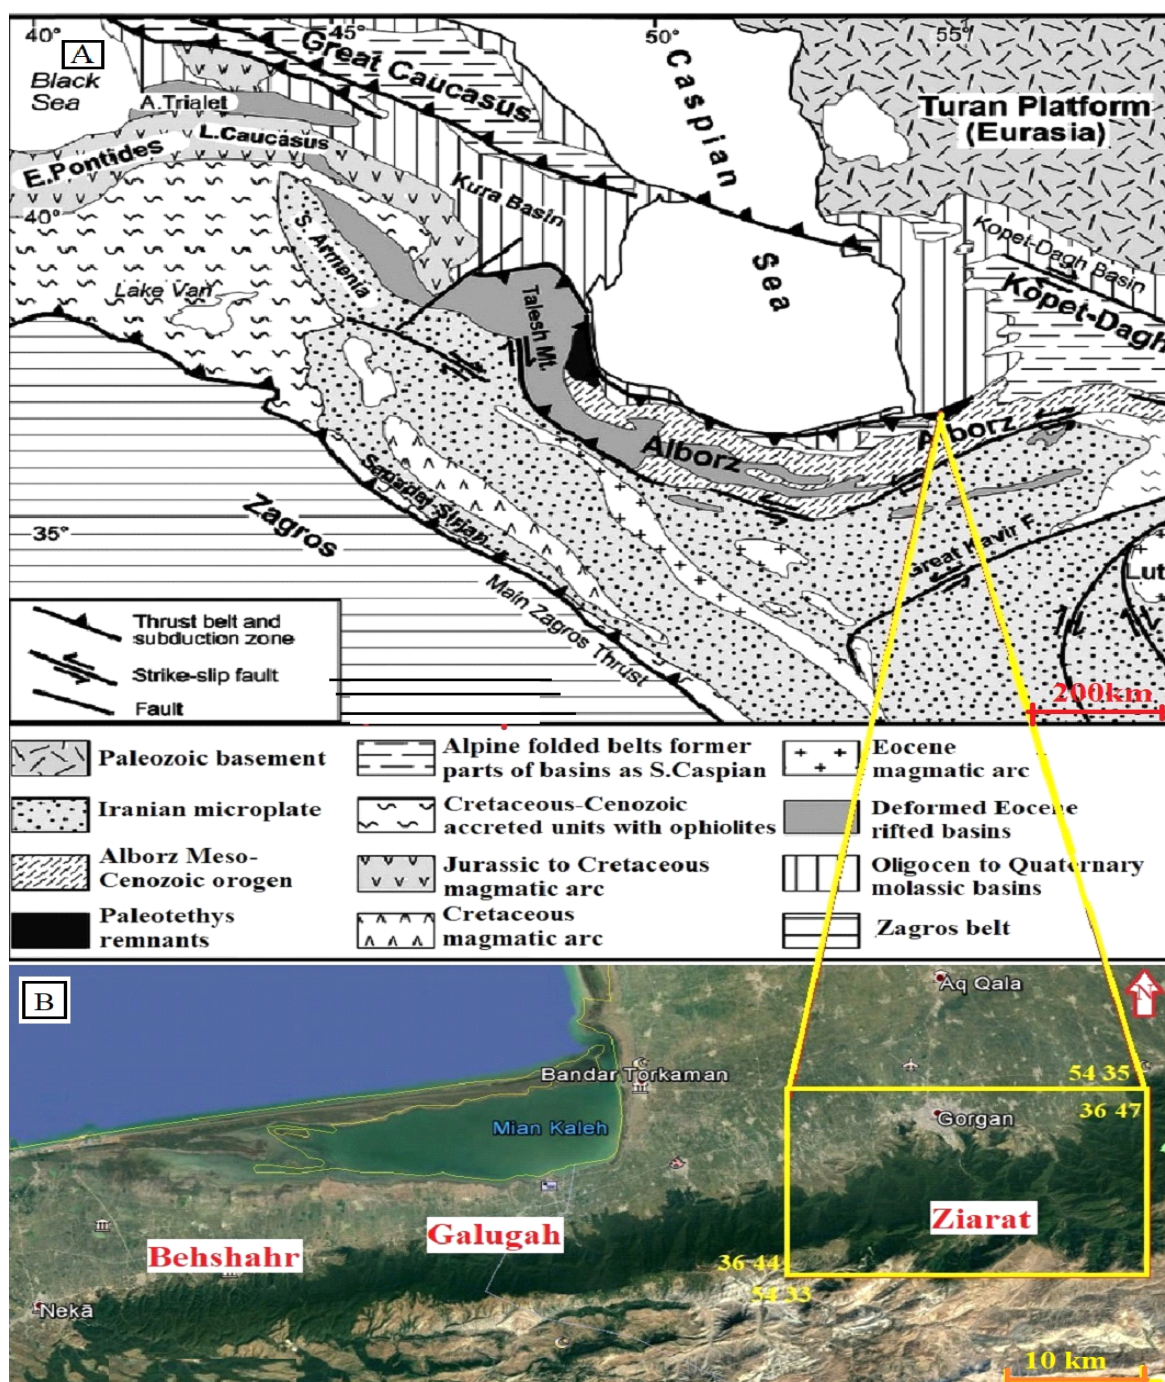 40°
45°
50°
55°
A
Black
Sea
Great Caucasus
Caspian
Sea
Turan Platform
(Eurasia)
A.Trialet
L.Caucasus
E.Pontides
40°
Kura Basin
S. Armenia
Kopet-Dagh Basin
Kopet-Dagh
Lake Van
Talesh Mt.
Alborz
Alborz
Sanandaj-Sirjan
Zagros
35°
Great Kavir F.
Lut
Main Zagros Thrust
200km
Thrust belt and
subduction zone
Strike-slip fault
Fault
Paleozoic basement
Alpine folded belts former
parts of basins as S.Caspian
Eocene
magmatic arc
Iranian microplate
Cretaceous-Cenozoic
accreted units with ophiolites
Deformed Eocene
rifted basins
Alborz Meso-
Cenozoic orogen
Jurassic to Cretaceous
magmatic arc
Oligocen to Quaternary
molassic basins
Paleotethys
remnants
Cretaceous
magmatic arc
Zagros belt
B
Aq Qala
N
Bandar Torkaman
54 35
36 47
Gorgan
Mian Kaleh
Ziarat
Galugah
Behshahr
36 44
54 33
Nekā
10 km